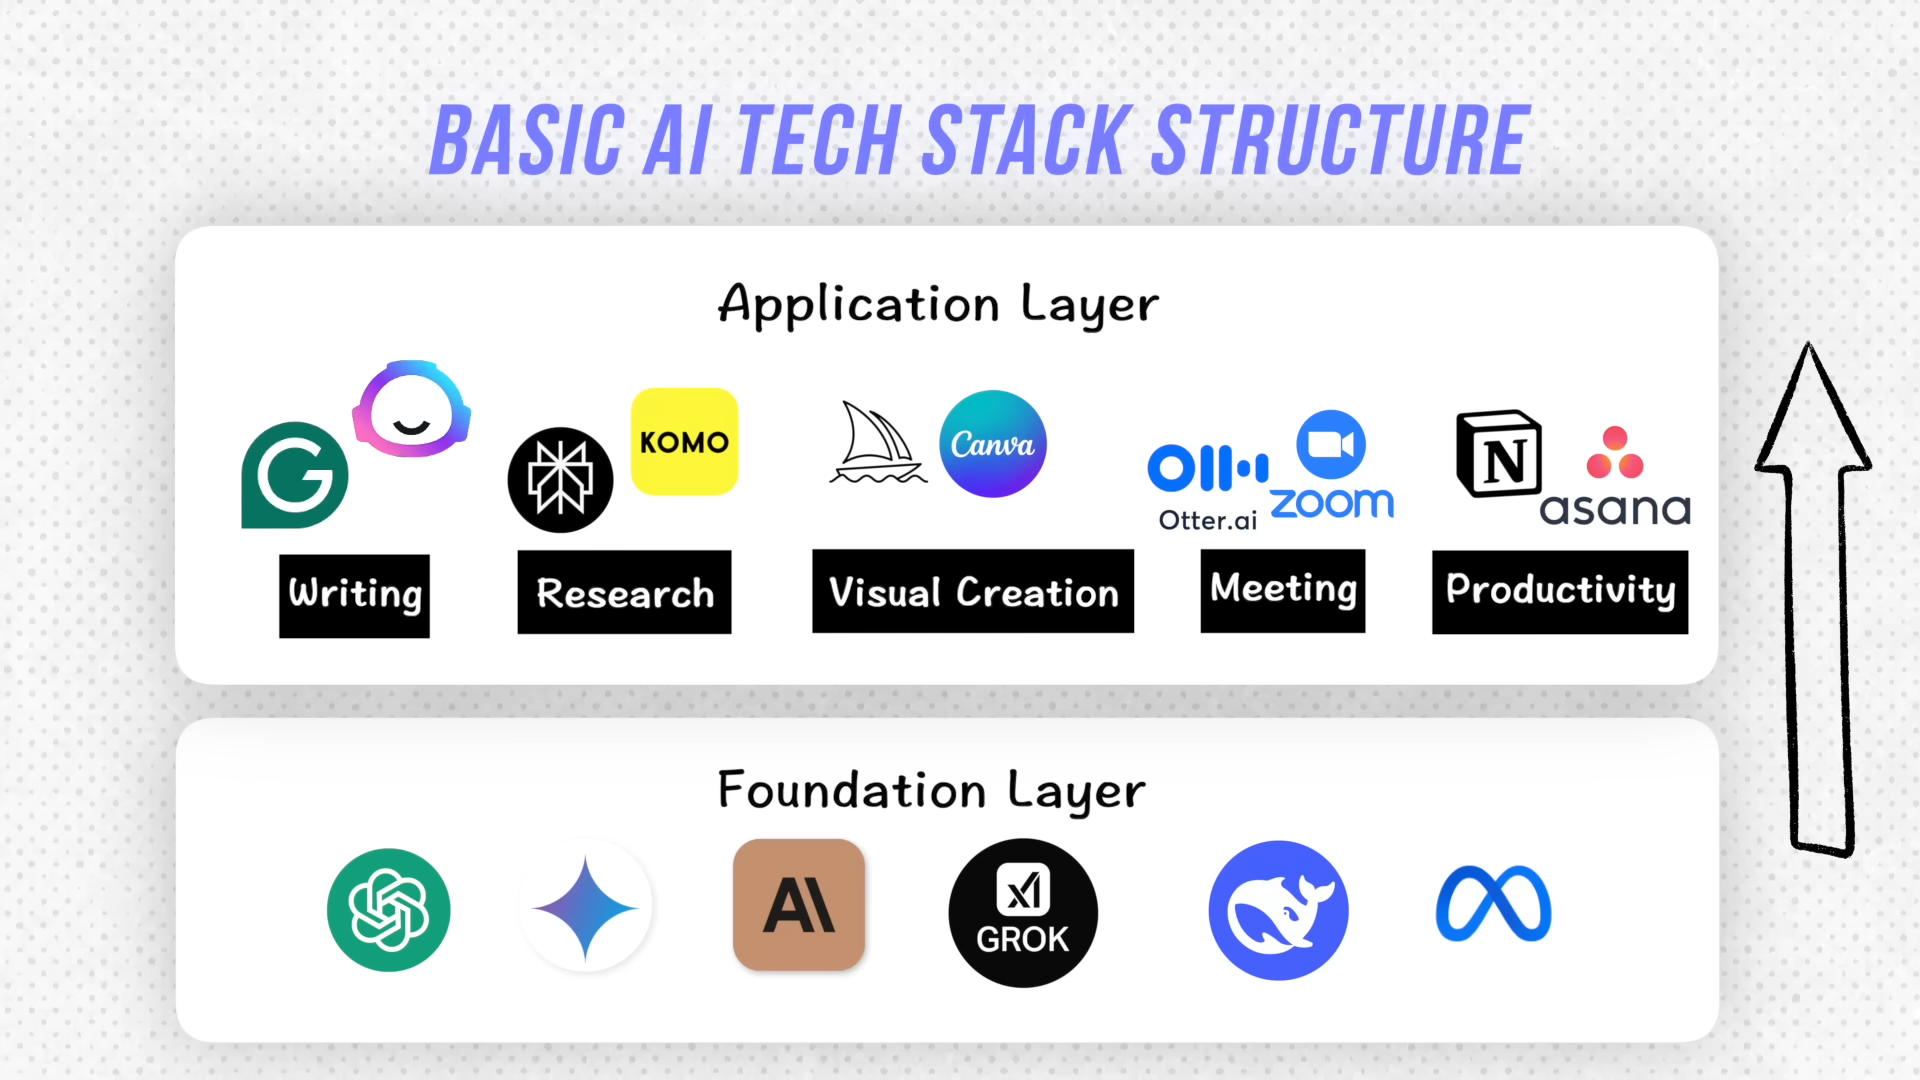 BASIC AI TECH STACK STRUCTURE
Application Layer
G
KOMO
Canva
Otter.ai
zoom
N
asana
Writing
Research
Visual Creation
Meeting
Productivity
Foundation Layer
A\
xI
GROK